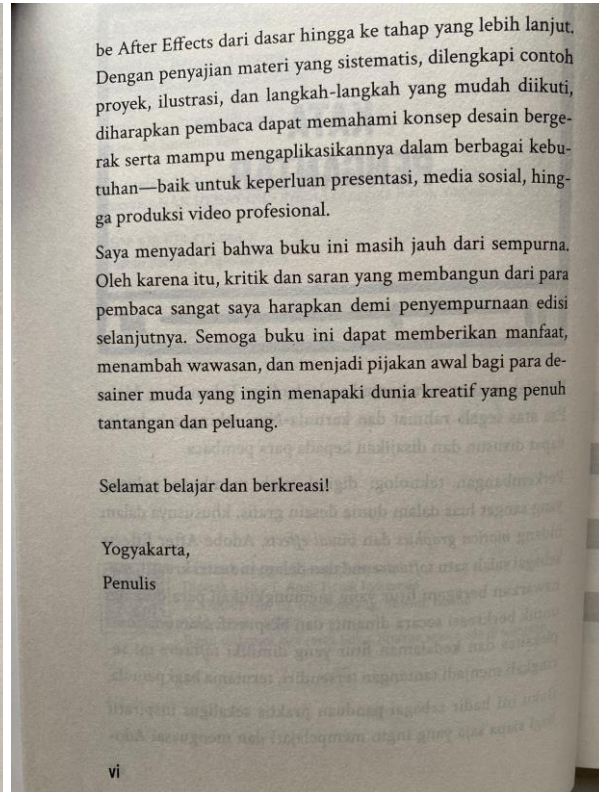 be After Effects dari dasar hingga ke tahap yang lebih lanjut.
Dengan penyajian materi yang sistematis, dilengkapi contoh
proyek, ilustrasi, dan langkah-langkah yang mudah diikuti,
diharapkan pembaca dapat memahami konsep desain berge-
rak serta mampu mengaplikasikannya dalam berbagai kebu-
tuhan—baik untuk keperluan presentasi, media sosial, hing-
ga produksi video profesional.
Saya menyadari bahwa buku ini masih jauh dari sempurna.
Oleh karena itu, kritik dan saran yang membangun dari para
pembaca sangat saya harapkan demi penyempurnaan edisi
selanjutnya. Semoga buku ini dapat memberikan manfaat,
menambah wawasan, dan menjadi pijakan awal bagi para de-
sainer muda yang ingin menapaki dunia kreatif yang penuh
tantangan dan peluang.
Selamat belajar dan berkreasi!
Yogyakarta,
Penulis
vi